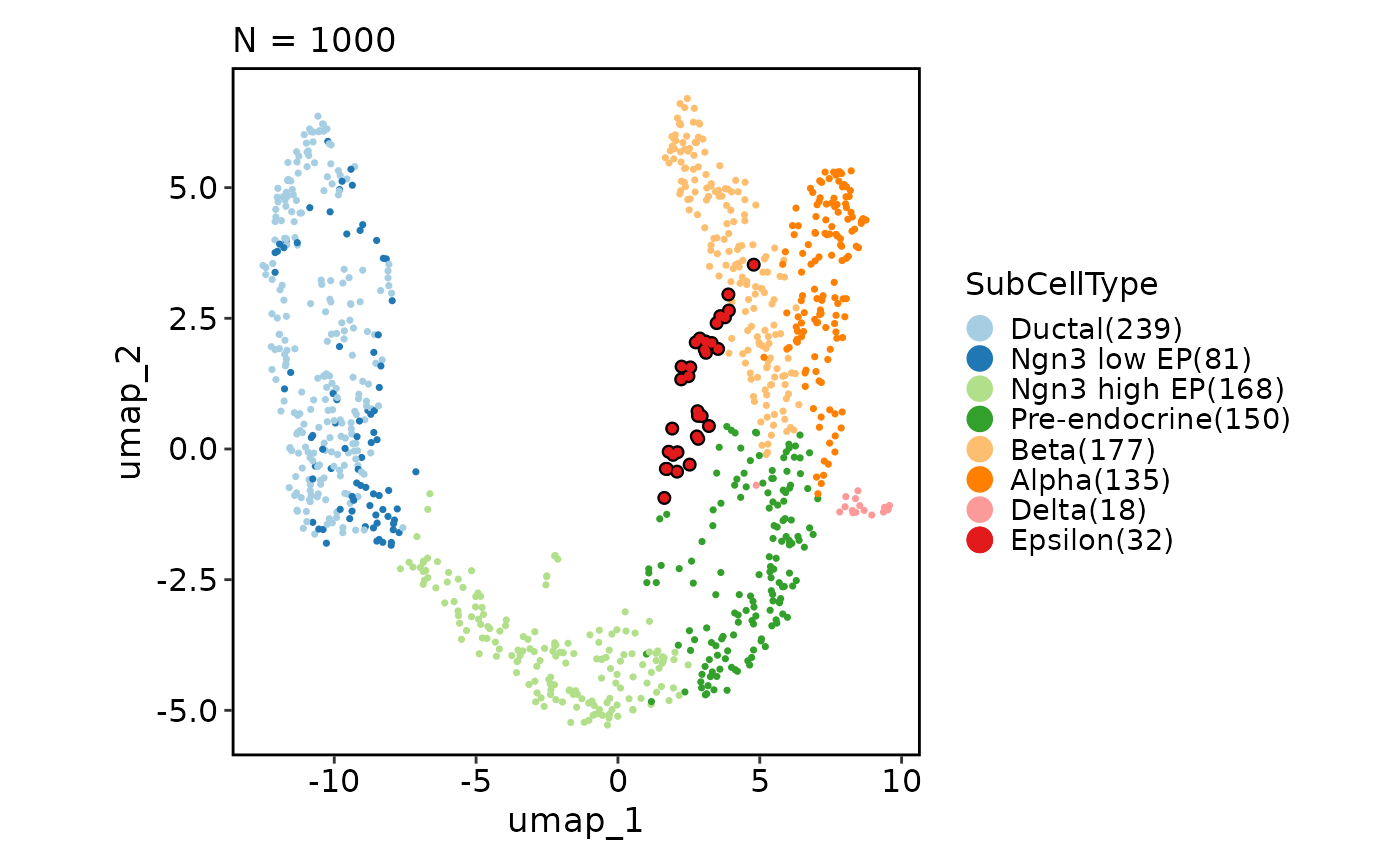 N = 1000
umap_2
5.0
2.5
0.0
-2.5
-5.0
-10
-5
0
5
10
umap_1
SubCellType
Ductal(239)
Ngn3 low EP(81)
Ngn3 high EP(168)
Pre-endocrine(150)
Beta(177)
Alpha(135)
Delta(18)
Epsilon(32)